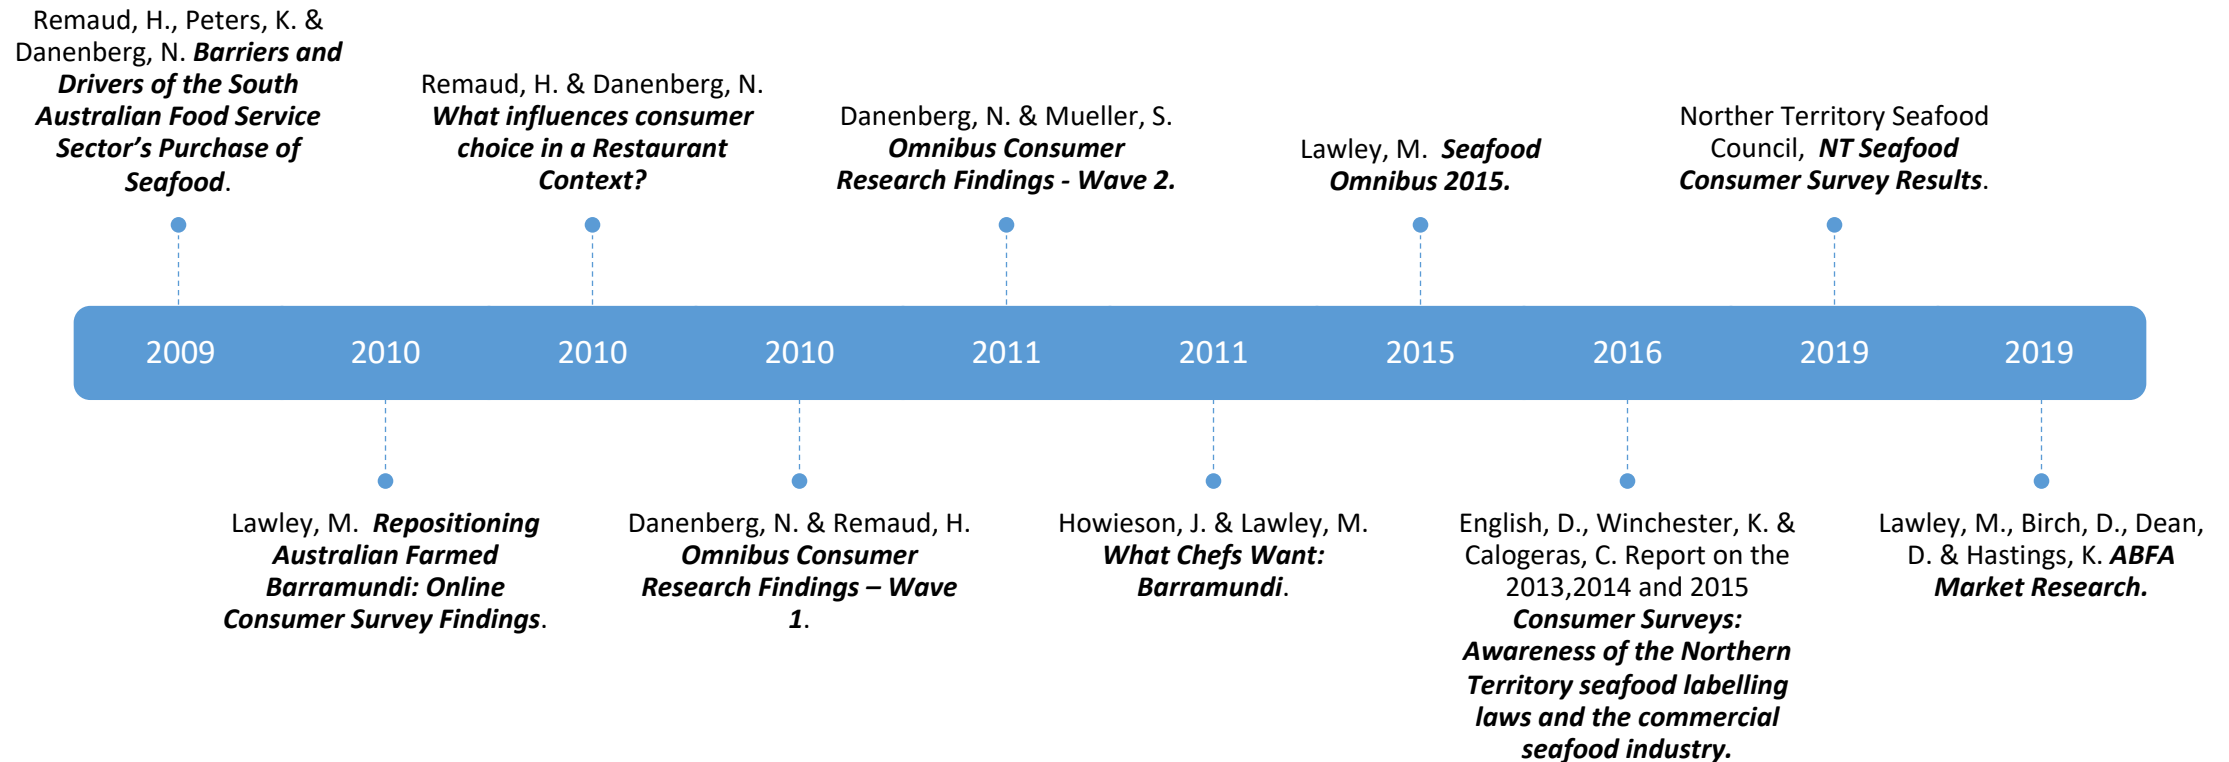 Remaud, H., Peters, K. &
Danenberg, N. Barriers and
Drivers of the South
Australian Food Service
Sector’s Purchase of
Seafood.
Remaud, H. & Danenberg, N.
What influences consumer
choice in a Restaurant
Context?
Danenberg, N. & Mueller, S.
Omnibus Consumer
Research Findings - Wave 2.
Lawley, M. Seafood
Omnibus 2015.
Norther Territory Seafood
Council, NT Seafood
Consumer Survey Results.
2009 2010 2010 2010 2011 2011 2015 2016 2019 2019
Lawley, M. Repositioning
Australian Farmed
Barramundi: Online
Consumer Survey Findings.
Danenberg, N. & Remaud, H.
Omnibus Consumer
Research Findings – Wave
1.
Howieson, J. & Lawley, M.
What Chefs Want:
Barramundi.
English, D., Winchester, K. &
Calogeras, C. Report on the
2013,2014 and 2015
Consumer Surveys:
Awareness of the Northern
Territory seafood labelling
laws and the commercial
seafood industry.
Lawley, M., Birch, D., Dean,
D. & Hastings, K. ABFA
Market Research.